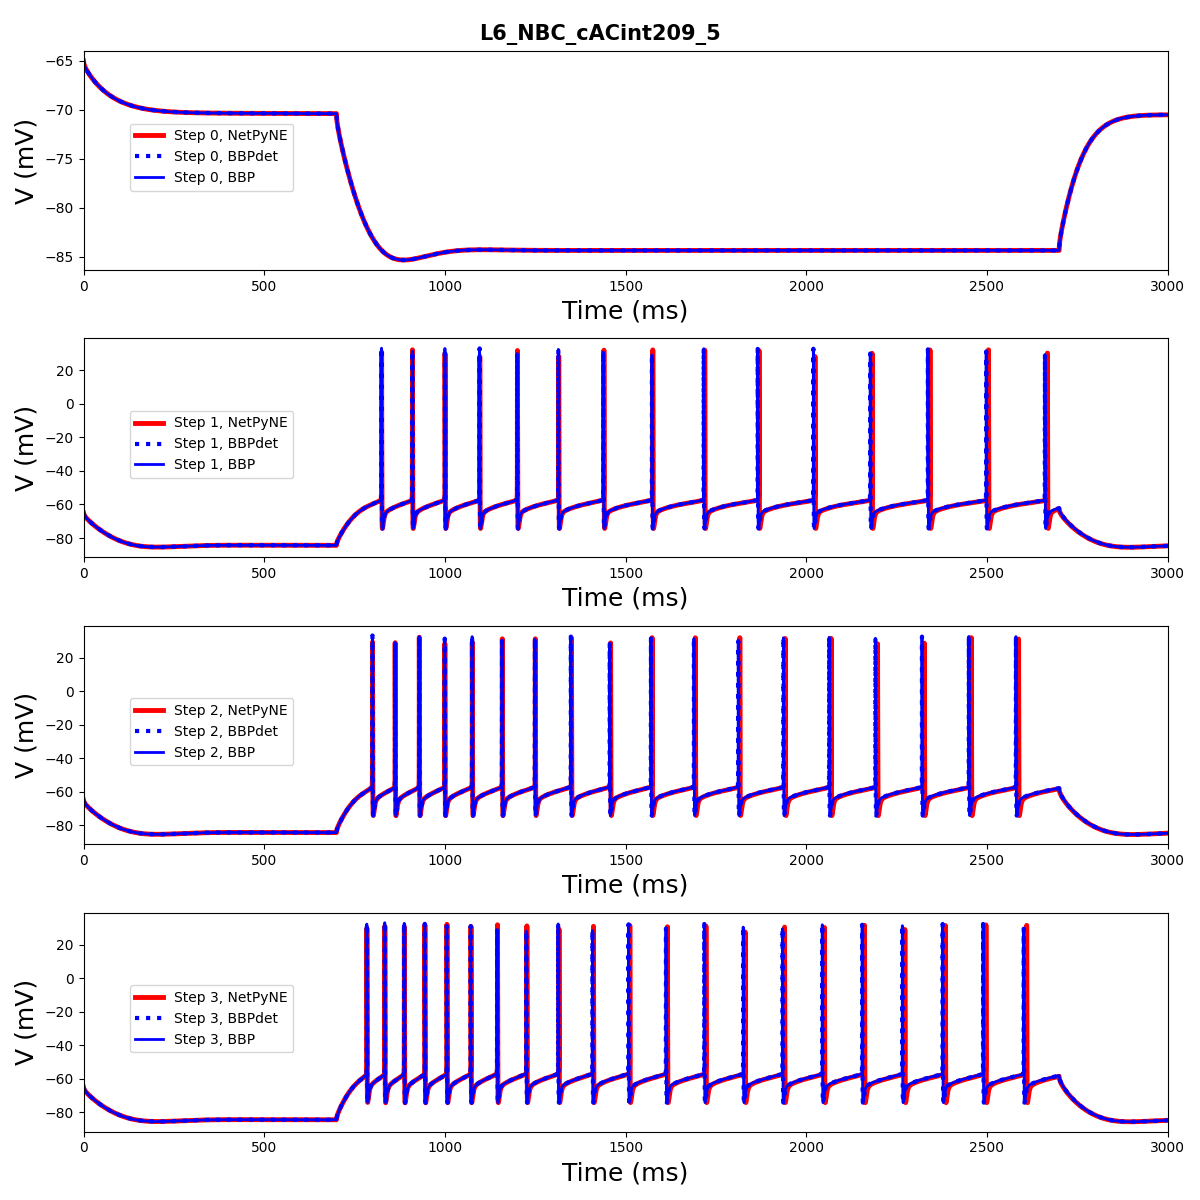 L6_NBC_cACint209_5
−65
−70
−75
−80
−85
V (mV)
Step 0, NetPyNE
Step 0, BBPdet
Step 0, BBP
0 500 1000 1500 2000 2500 3000
Time (ms)
20
0
−20
−40
−60
−80
V (mV)
Step 1, NetPyNE
Step 1, BBPdet
Step 1, BBP
0 500 1000 1500 2000 2500 3000
Time (ms)
20
0
−20
−40
−60
−80
V (mV)
Step 2, NetPyNE
Step 2, BBPdet
Step 2, BBP
0 500 1000 1500 2000 2500 3000
Time (ms)
20
0
−20
−40
−60
−80
V (mV)
Step 3, NetPyNE
Step 3, BBPdet
Step 3, BBP
0 500 1000 1500 2000 2500 3000
Time (ms)